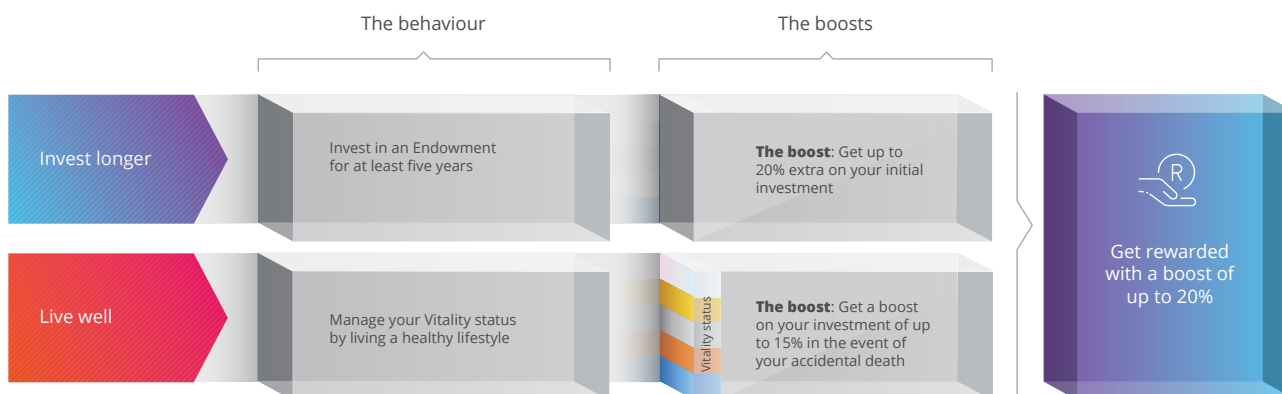 The behaviour
The boosts
Invest longer
Invest in an Endowment
for at least five years
The boost: Get up to
20% extra on your initial
investment
Live well
Manage your Vitality status
by living a healthy lifestyle
Vitality status
The boost: Get a boost
on your investment of up
to 15% in the event of
your accidental death
R
Get rewarded
with a boost of
up to 20%